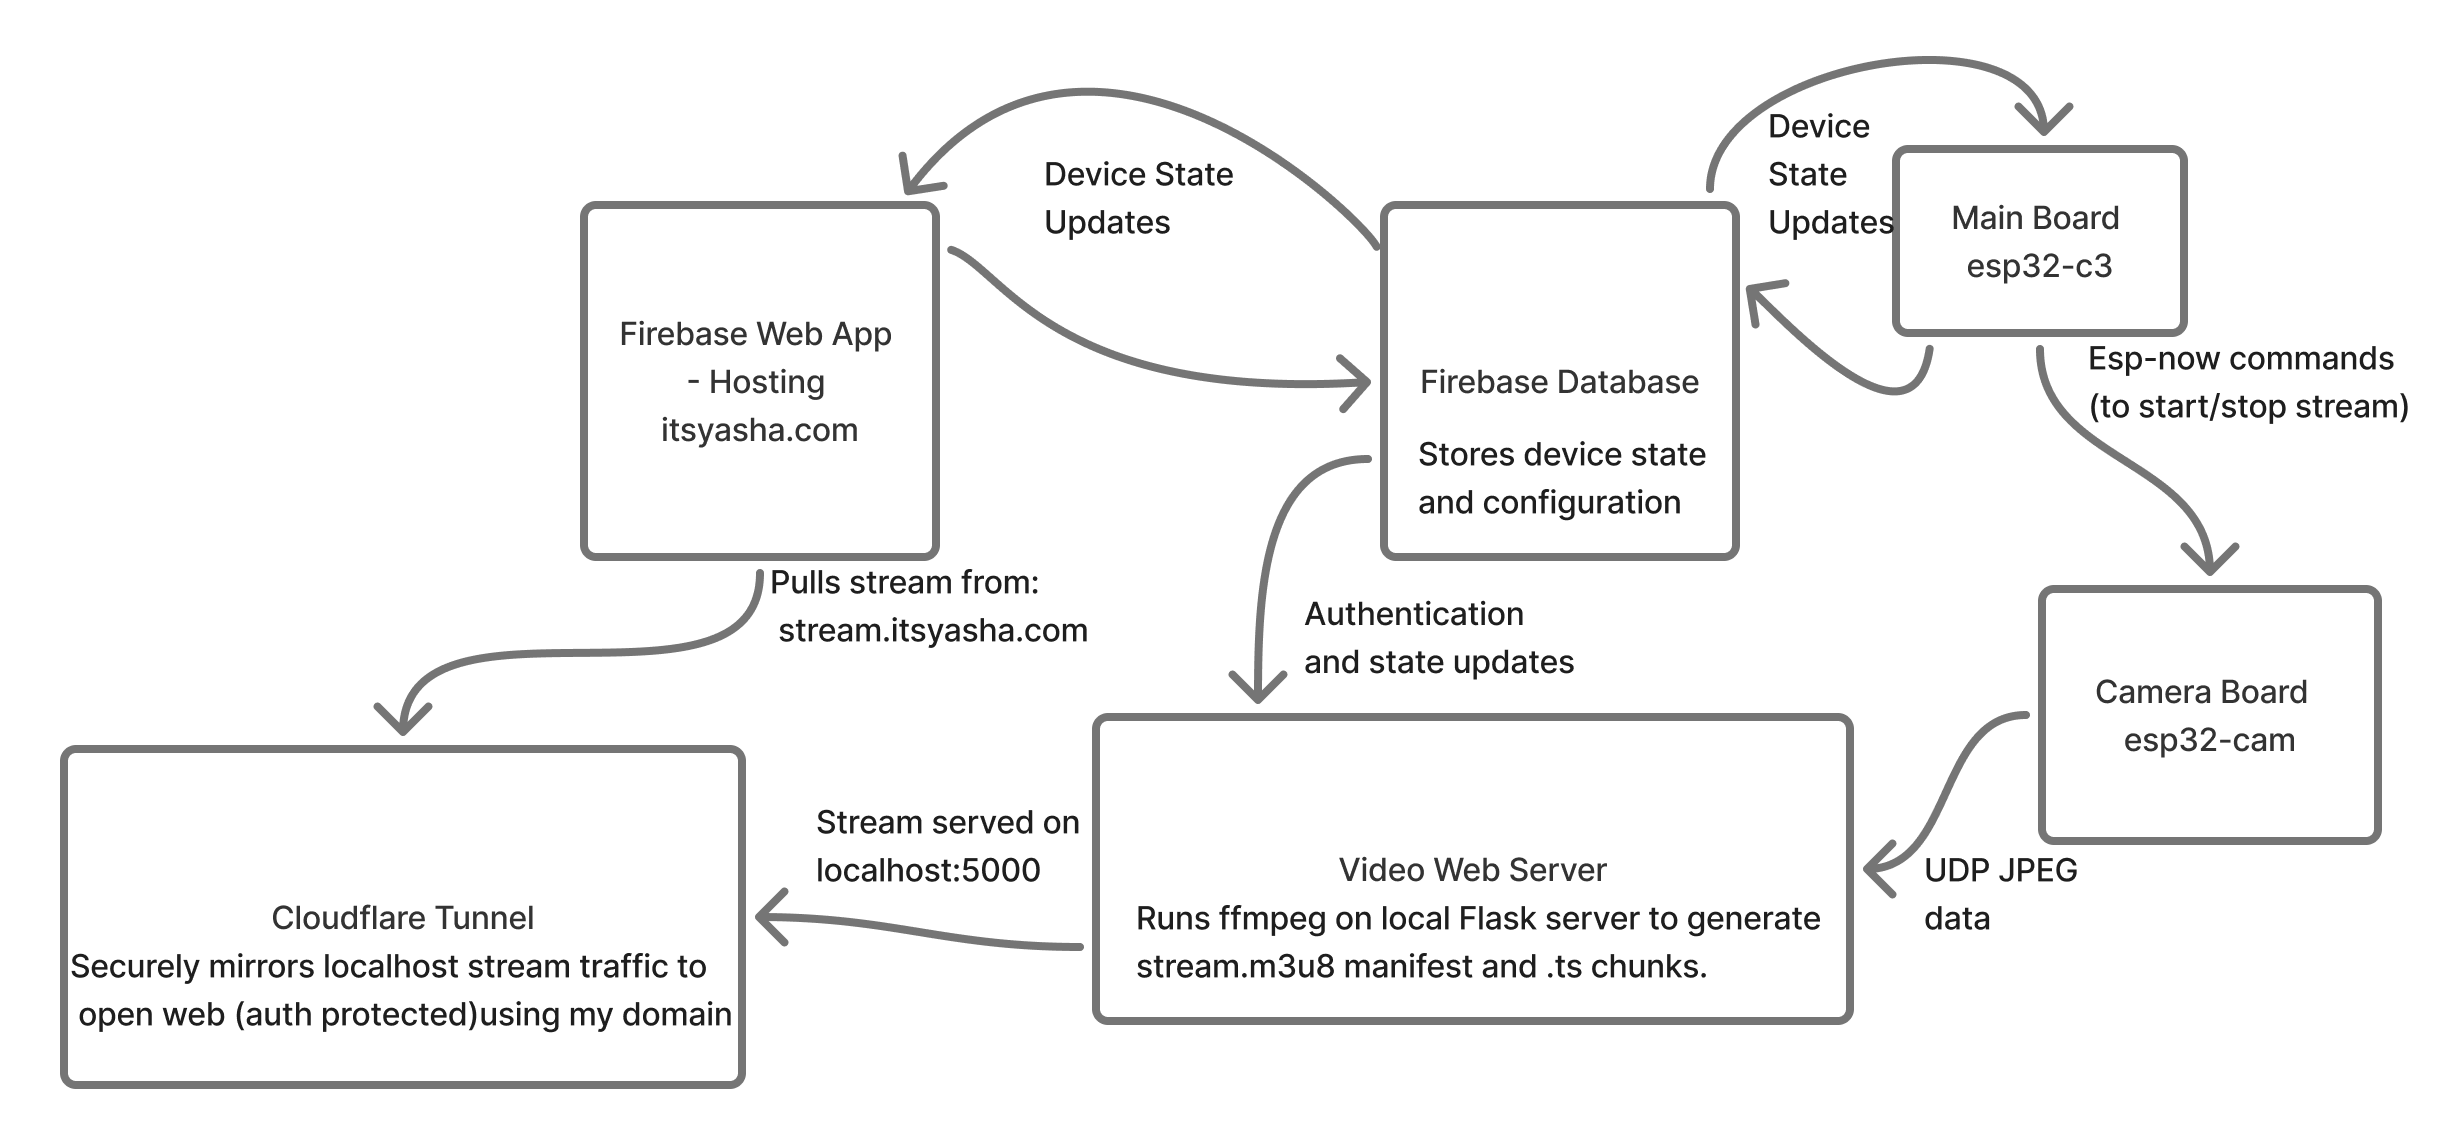 Device State
Updates
Device
State
Updates
Main Board
esp32-c3
Firebase Web App
- Hosting
itsyasha.com
Firebase Database
Stores device state
and configuration
Esp-now commands
(to start/stop stream)
Pulls stream from:
stream.itsyasha.com
Authentication
and state updates
Camera Board
esp32-cam
Stream served on
localhost:5000
UDP JPEG
data
Cloudflare Tunnel
Securely mirrors localhost stream traffic to
open web (auth protected)using my domain
Video Web Server
Runs ffmpeg on local Flask server to generate
stream.m3u8 manifest and .ts chunks.